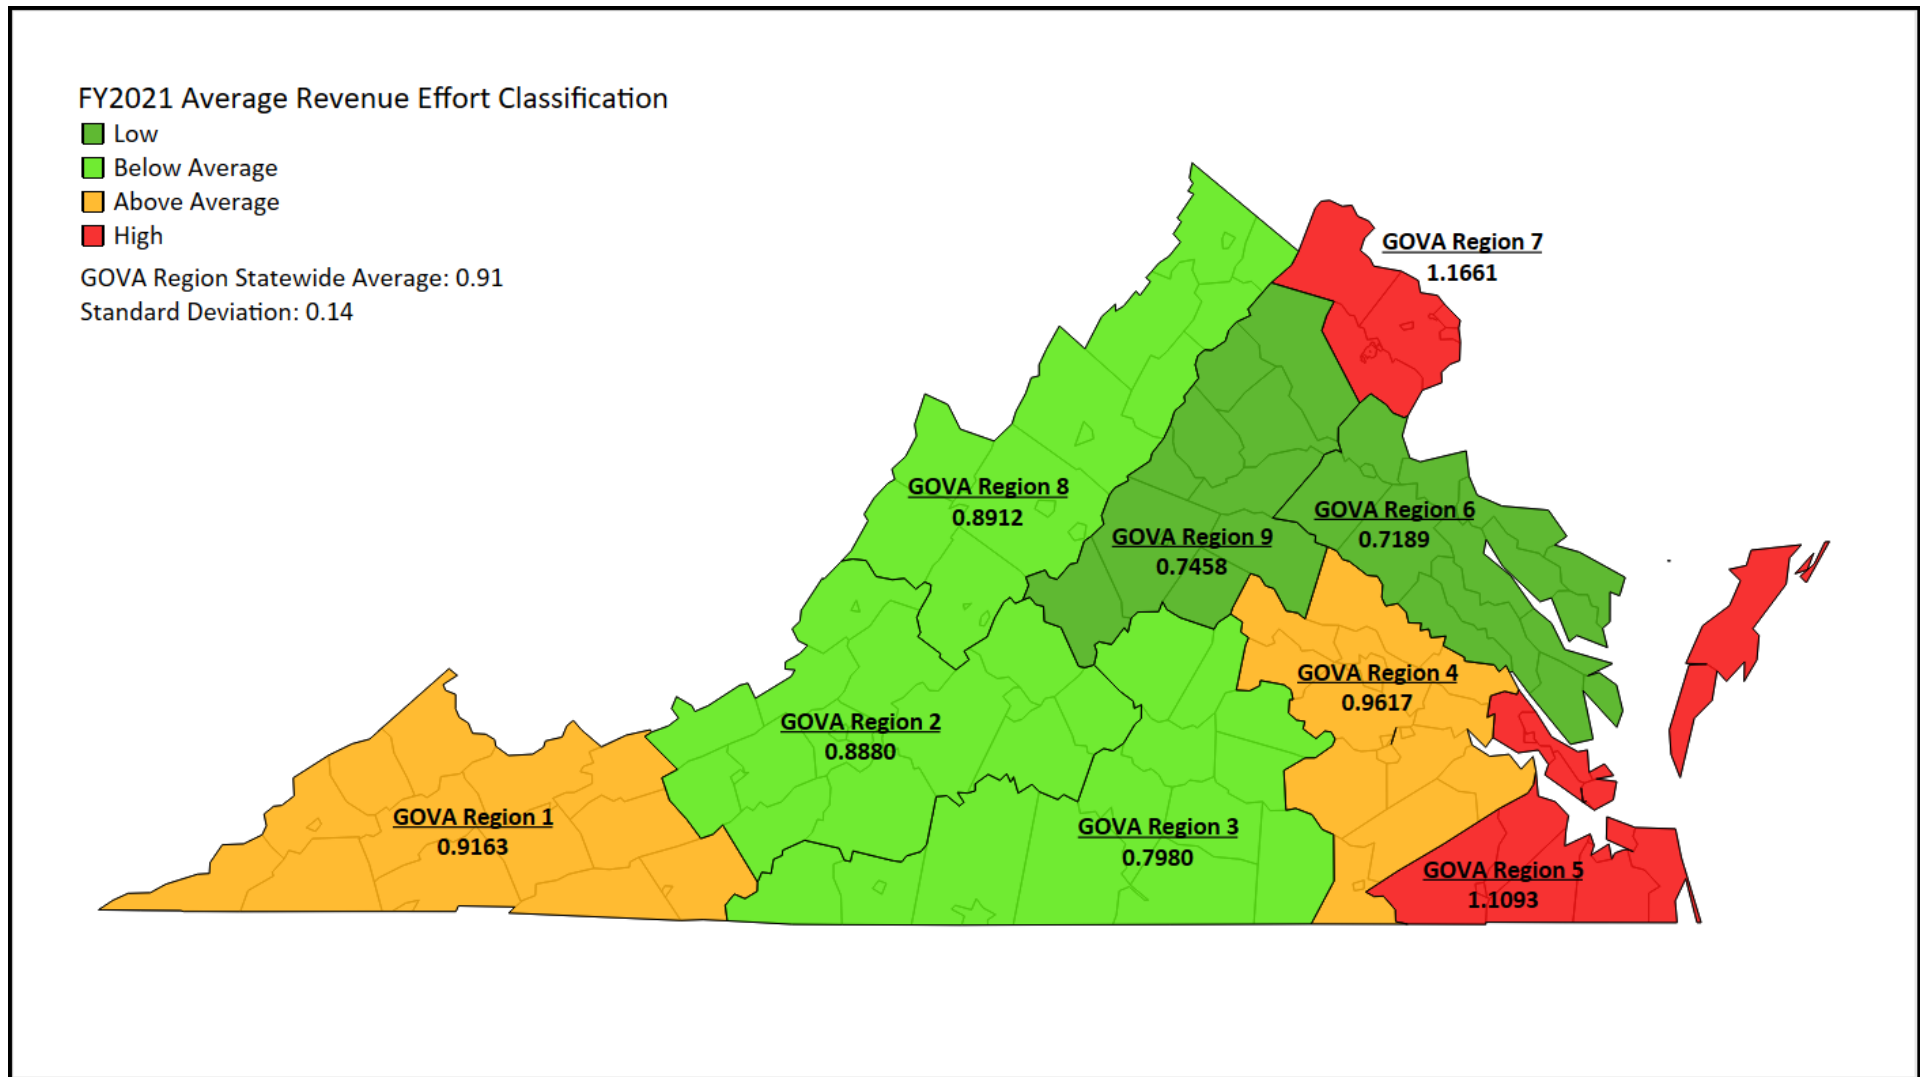 FY2021 Average Revenue Effort Classification
Low
Below Average
Above Average
High
GOVA Region Statewide Average: 0.91
Standard Deviation: 0.14
GOVA Region 7
1.1661
GOVA Region 8
0.8912
GOVA Region 6
0.7189
GOVA Region 9
0.7458
GOVA Region 4
0.9617
GOVA Region 2
0.8880
GOVA Region 1
0.9163
GOVA Region 3
0.7980
GOVA Region 5
1.1093